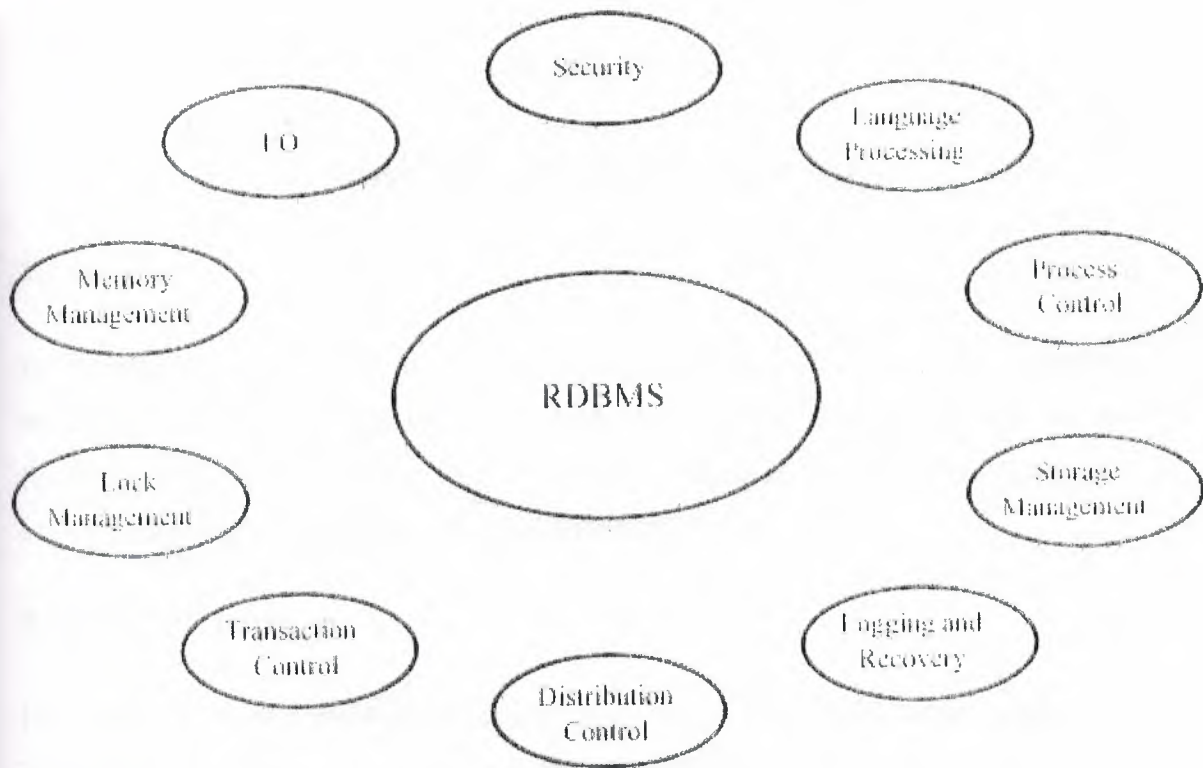 Security
I/O
Language
Processing
Memory
Management
Process
Control
RDBMS
Lock
Management
Storage
Management
Transaction
Control
Logging and
Recovery
Distribution
Control